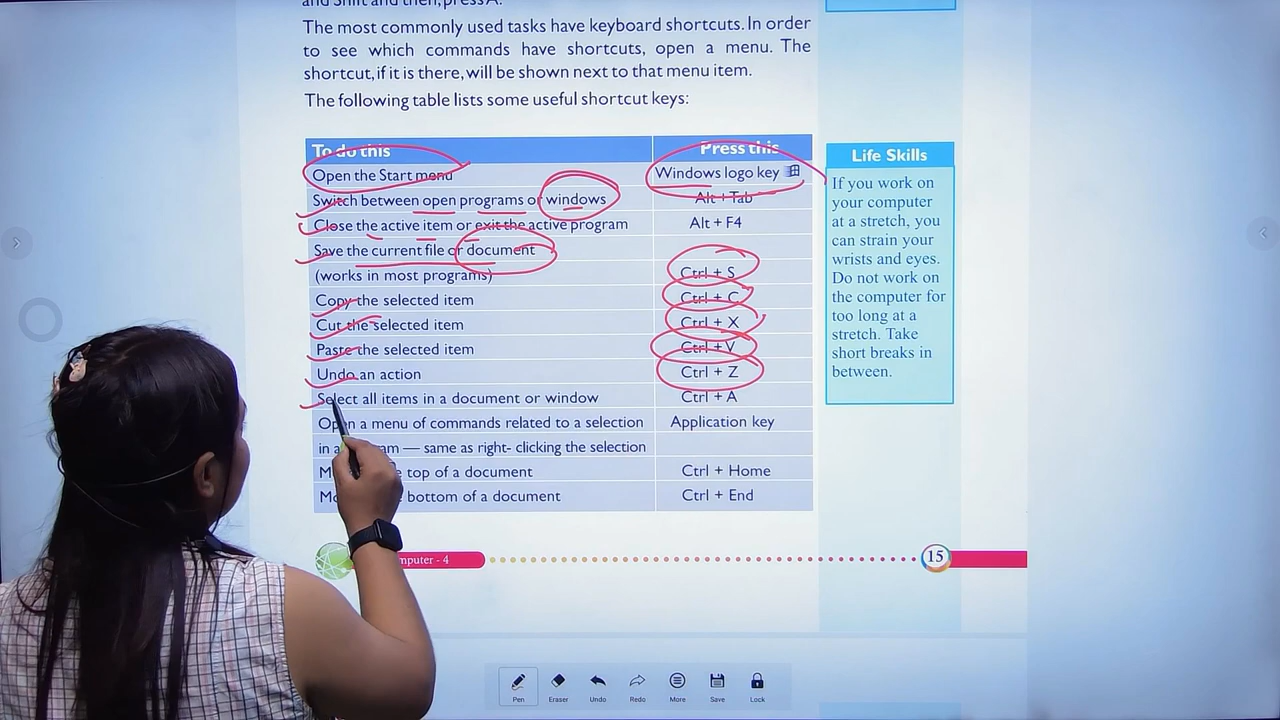 and Shift and then, press A.
The most commonly used tasks have keyboard shortcuts. In order
to see which commands have shortcuts, open a menu. The
shortcut, if it is there, will be shown next to that menu item.
The following table lists some useful shortcut keys:
To do this Press this
Open the Start menu Windows logo key
Switch between open programs or windows Alt + Tab
Close the active item or exit the active program Alt + F4
Save the current file or document
(works in most programs) Ctrl + S
Copy the selected item Ctrl + C
Cut the selected item Ctrl + X
Paste the selected item Ctrl + V
Undo an action Ctrl + Z
Select all items in a document or window Ctrl + A
Open a menu of commands related to a selection Application key
in a — same as right- clicking the selection
top of a document Ctrl + Home
bottom of a document Ctrl + End
Life Skills
If you work on
your computer
at a stretch, you
can strain your
wrists and eyes.
Do not work on
the computer for
too long at a
stretch. Take
short breaks in
between.
- 4
15
Pen Eraser Undo Redo More Save Lock